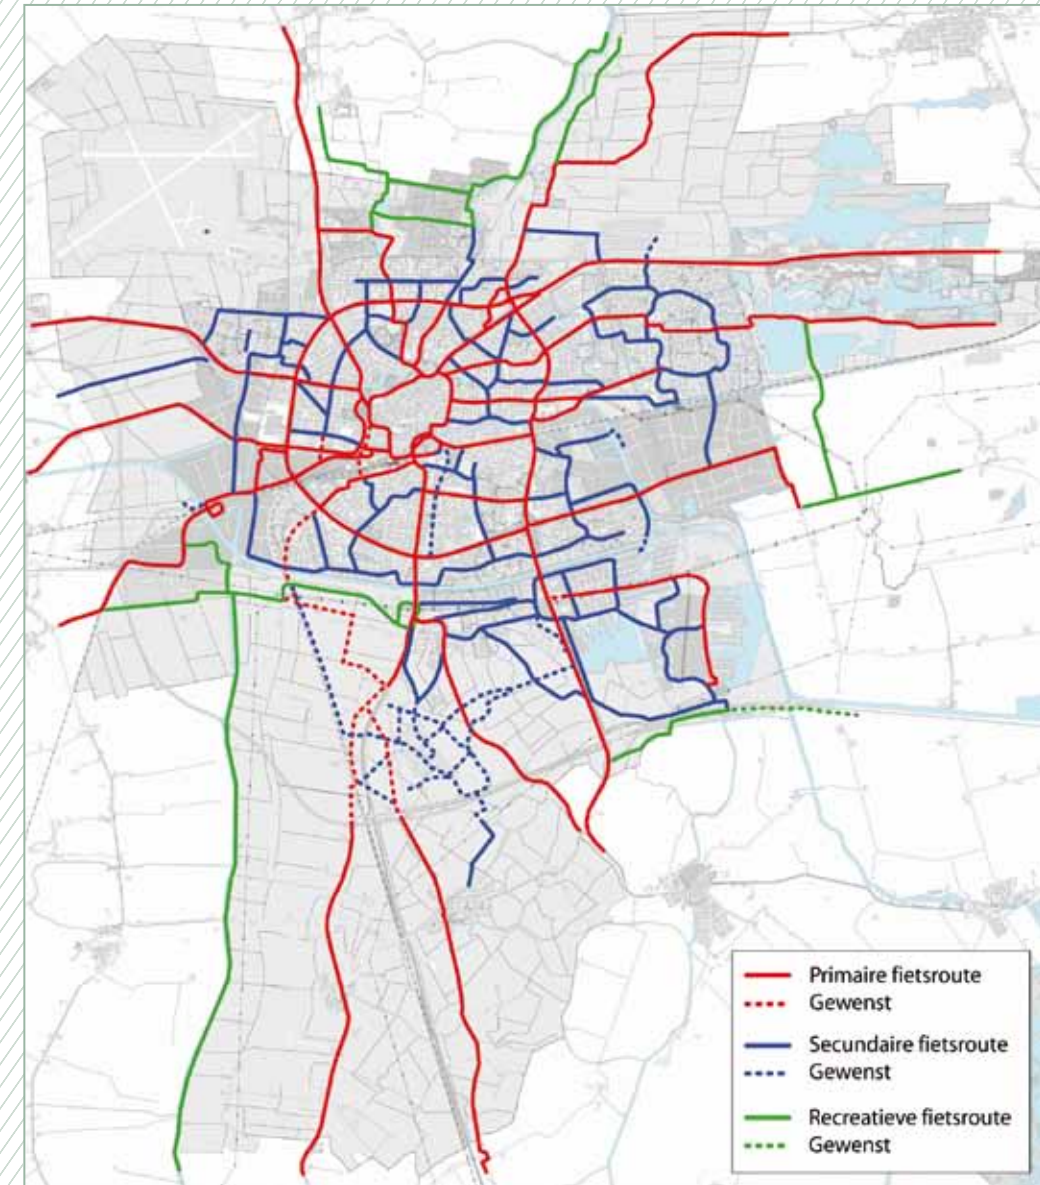 Primaire fietsroute
Gewenst
Secundaire fietsroute
Gewenst
Recreatieve fietsroute
Gewenst